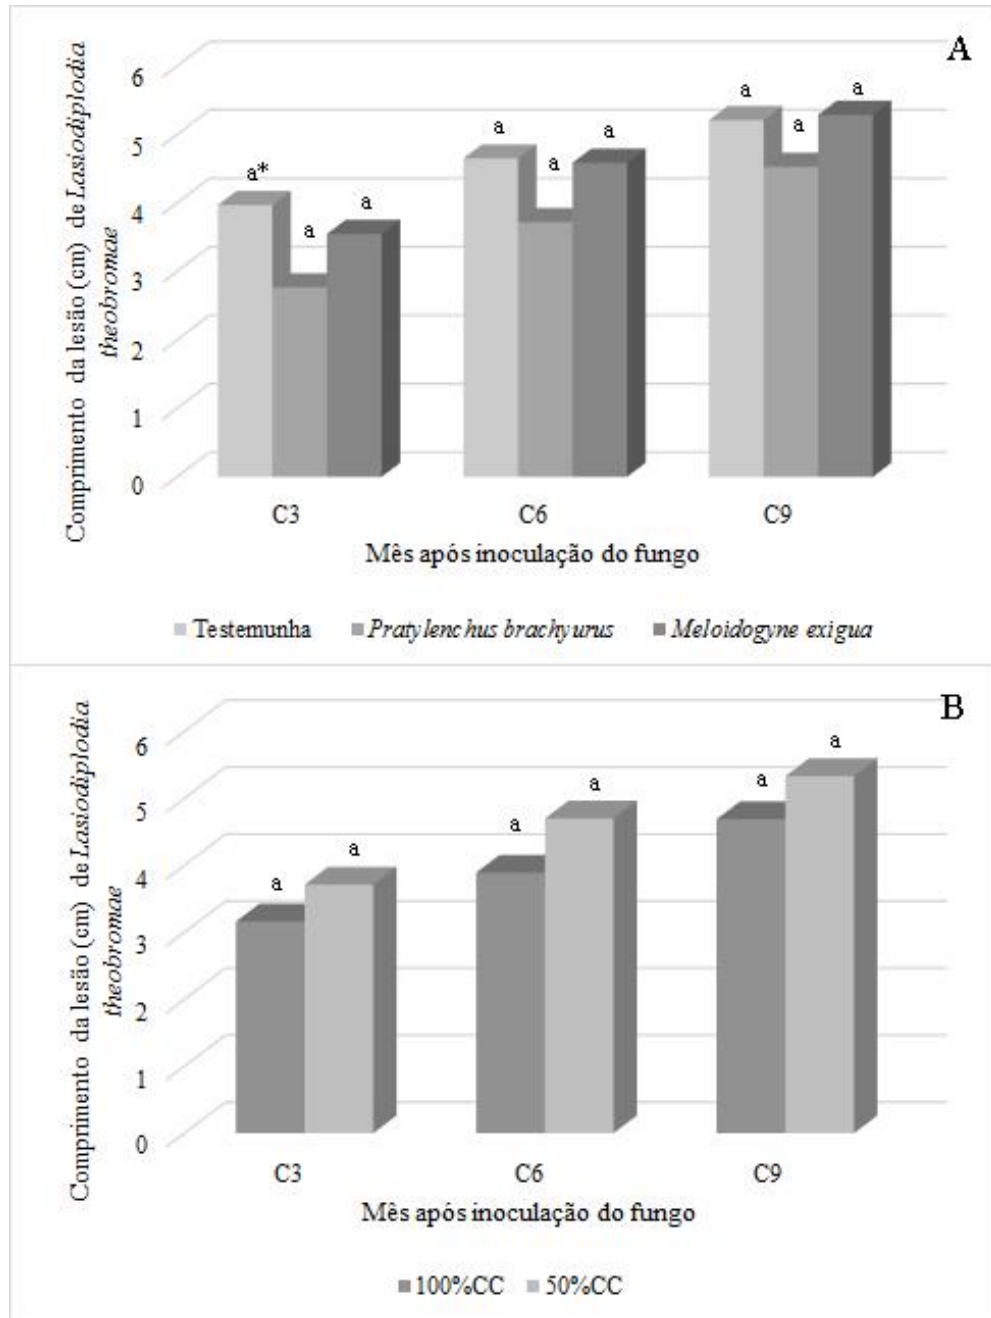 A
Comprimento da lesão (cm) de Lasiodiplodia
theobromae
6
5
4
3
2
1
0
a*
a
a
a
a
a
a
a
a
C3 C6 C9
Mês após inoculação do fungo
Testemunha Pratylenchus brachyurus Meloidogyne exigua
B
Comprimento da lesão (cm) de Lasiodiplodia
theobromae
6
5
4
3
2
1
0
a
a
a
a
a
a
C3 C6 C9
Mês após inoculação do fungo
100%CC 50%CC